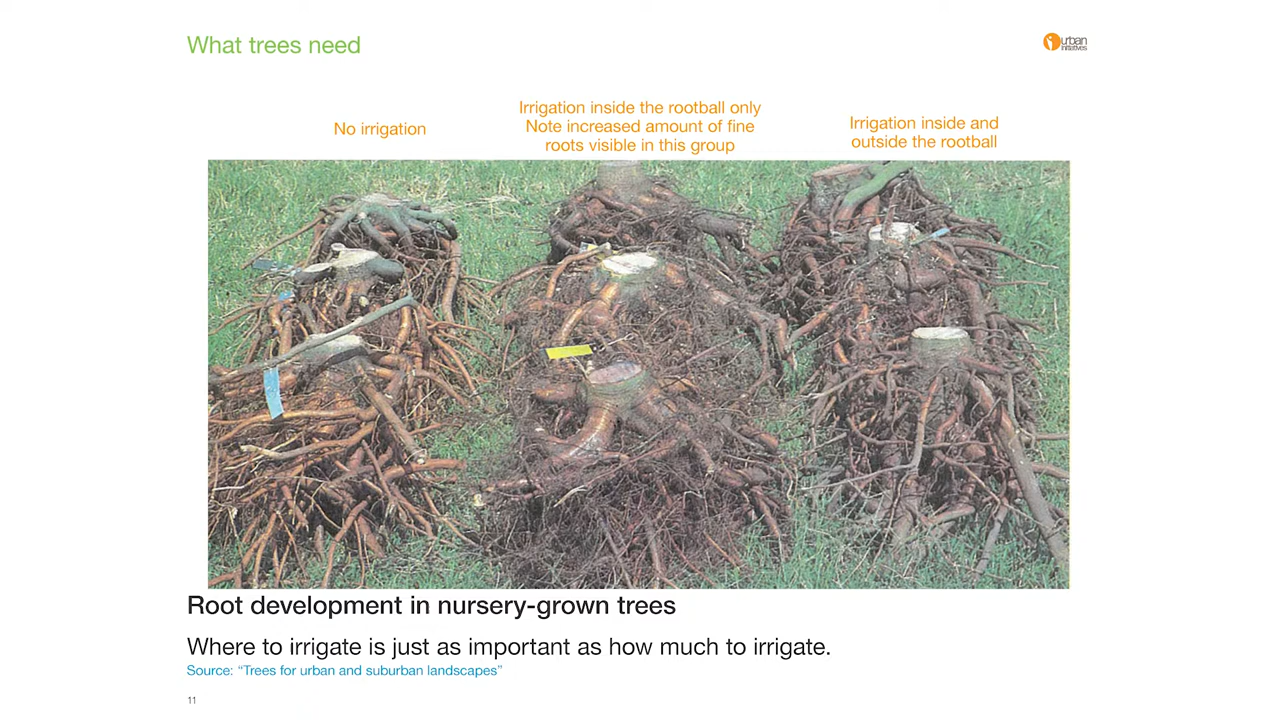 What trees need
urban
initiatives
No irrigation
Irrigation inside the rootball only
Note increased amount of fine
roots visible in this group
Irrigation inside and
outside the rootball
Root development in nursery-grown trees
Where to irrigate is just as important as how much to irrigate.
Source: “Trees for urban and suburban landscapes”
11